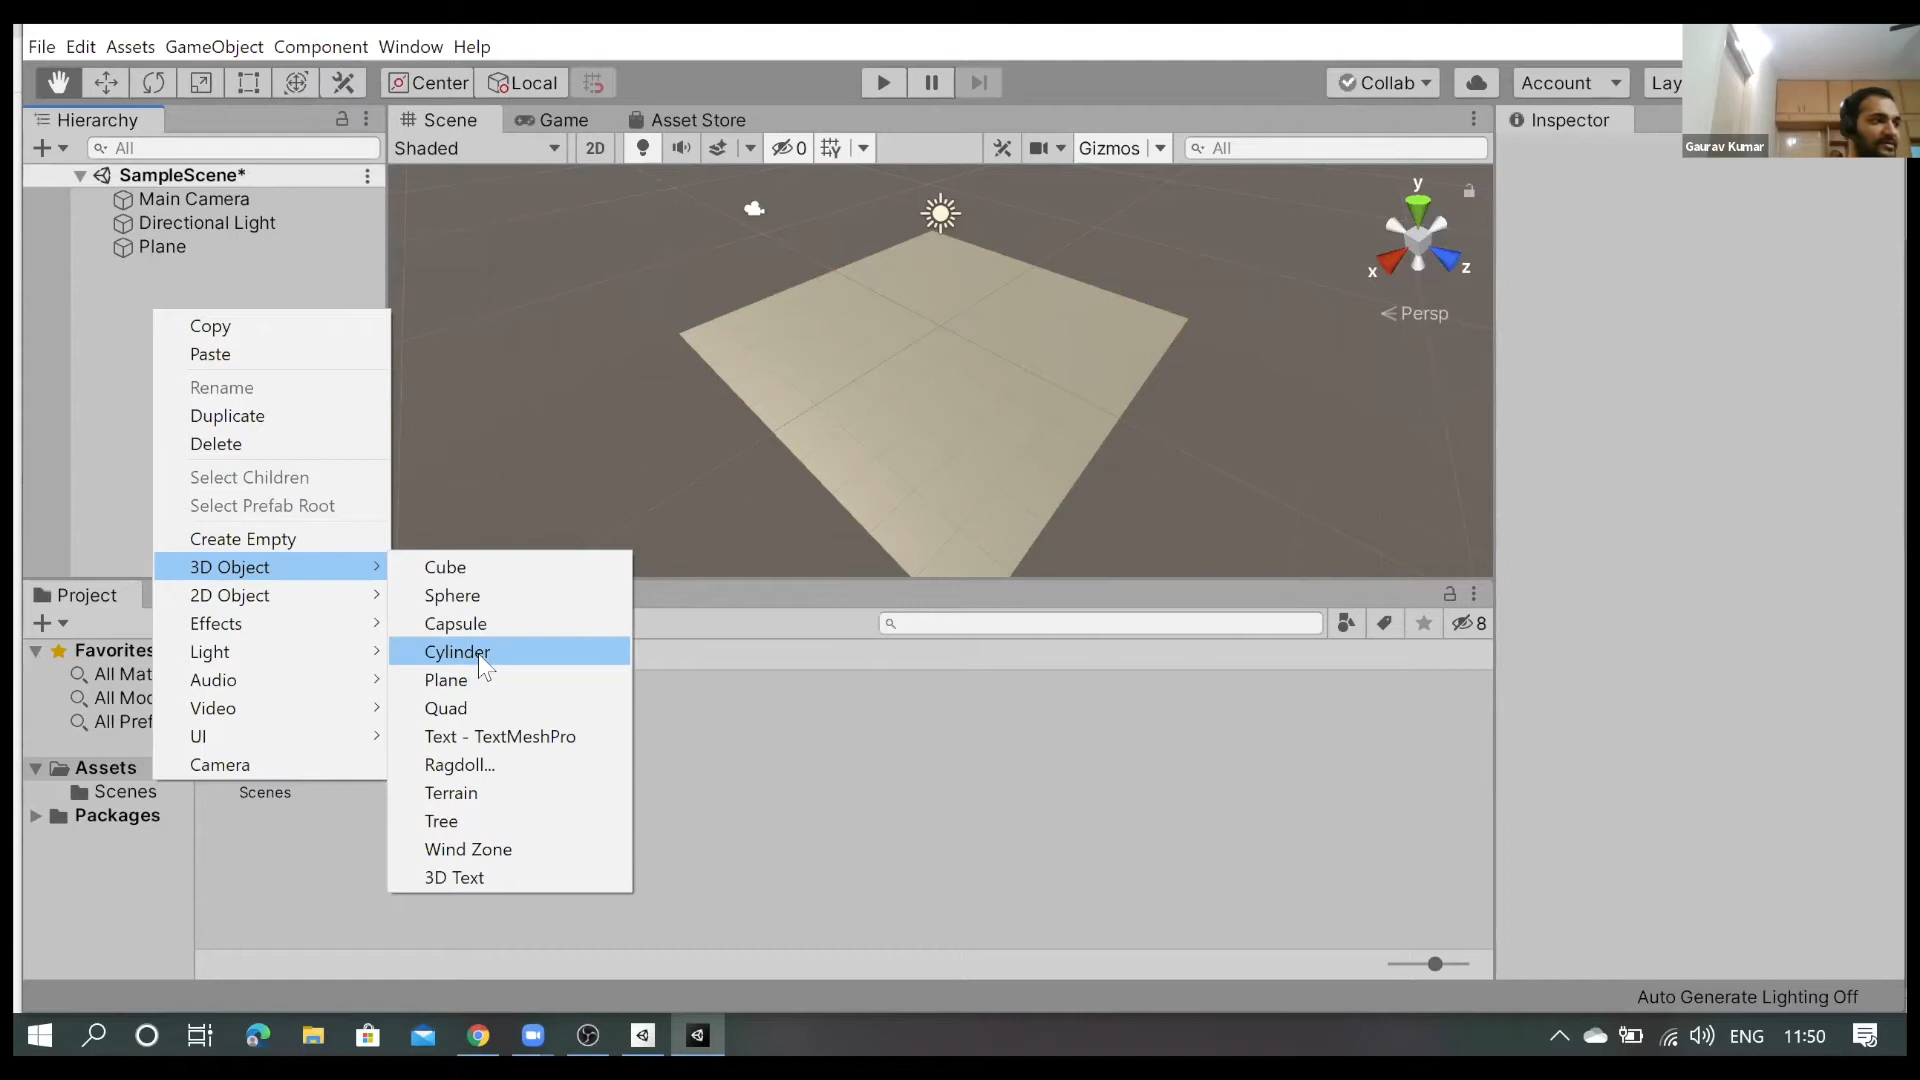 File Edit Assets GameObject Component Window Help
Center Local Collab Account Lay
Gaurav Kumar
Hierarchy
Scene Game Asset Store
Inspector
All
Shaded 2D 0 Gizmos All
SampleScene*
Main Camera
Directional Light
Plane
y
x z
Persp
Copy
Paste
Rename
Duplicate
Delete
Select Children
Select Prefab Root
Create Empty
3D Object
2D Object
Effects
Light
Audio
Video
UI
Camera
Cube
Sphere
Capsule
Cylinder
Plane
Quad
Text - TextMeshPro
Ragdoll...
Terrain
Tree
Wind Zone
3D Text
Project
8
Favorites
All Mat
All Mod
All Pref
Assets
Scenes
Packages
Scenes
Auto Generate Lighting Off
ENG 11:50